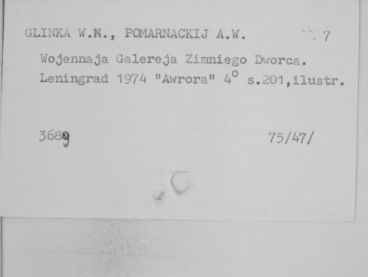 GLINKA W.M., POMARNACKIJ A.W. 7
Wojennaja Galereja Zimniego Dworca.
Leningrad 1974 "Awrora" 4° s.201,ilustr.
3689 75/47/